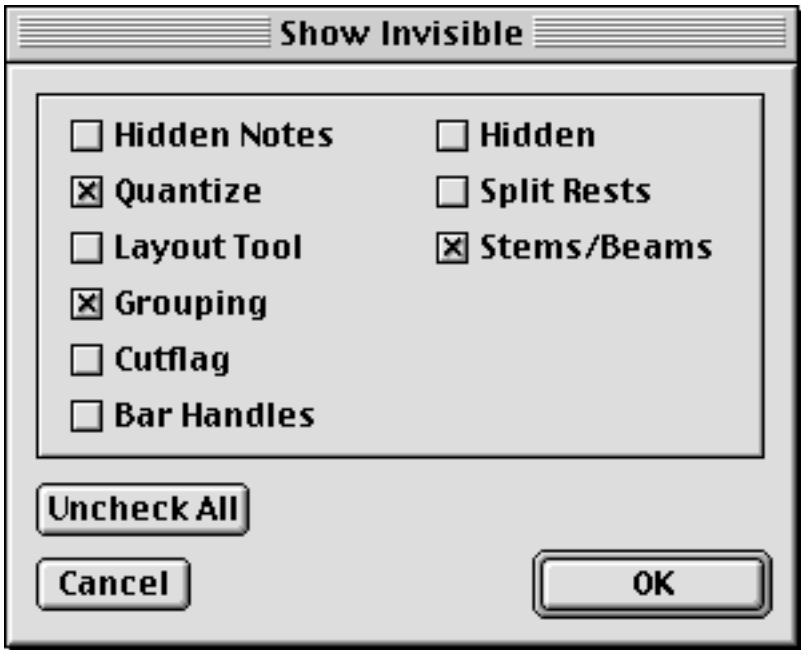 Show Invisible
Hidden Notes
Quantize
Layout Tool
Grouping
Cutflag
Bar Handles
Hidden
Split Rests
Stems/Beams
Uncheck All
Cancel
OK